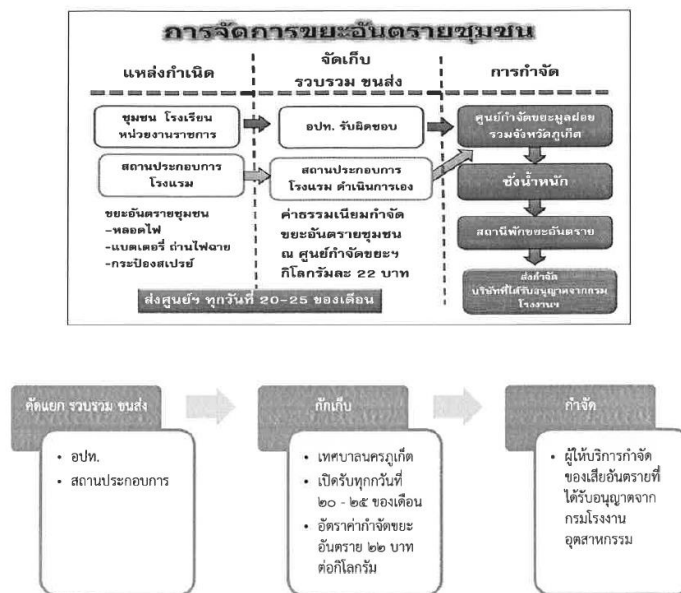 การจัดการขยะอันตรายชุมชน
แหล่งกำเนิด
จัดเก็บ
รวบรวม ขนส่ง
การกำจัด
ชุมชน โรงเรียน
หน่วยงานราชการ
อปท. รับผิดชอบ
ศูนย์กำจัดขยะมูลฝอย
รวมจังหวัดภูเก็ต
สถานประกอบการ
โรงแรม
สถานประกอบการ
โรงแรม ดำเนินการเอง
ชั่งน้ำหนัก
ขยะอันตรายชุมชน
-หลอดไฟ
-แบตเตอรี่ ถ่านไฟฉาย
-กระป๋องสเปรย์
ค่าธรรมเนียมกำจัด
ขยะอันตรายชุมชน
ณ ศูนย์กำจัดขยะฯ
กิโลกรัมละ 22 บาท
สถานีพักขยะอันตราย
ส่งกำจัด
บริษัทที่ได้รับอนุญาตจากกรม
โรงงานฯ
ส่งศูนย์ฯ ทุกวันที่ 20-25 ของเดือน
คัดแยก รวบรวม ขนส่ง
• อปท.
• สถานประกอบการ
กักเก็บ
• เทศบาลนครภูเก็ต
• เปิดรับทุกกวันที่
๒๐ - ๒๕ ของเดือน
• อัตราค่ากำจัดขยะ
อันตราย ๒๒ บาท
ต่อกิโลกรัม
กำจัด
• ผู้ให้บริการกำจัด
ของเสียอันตรายที่
ได้รับอนุญาตจาก
กรมโรงงาน
อุตสาหกรรม